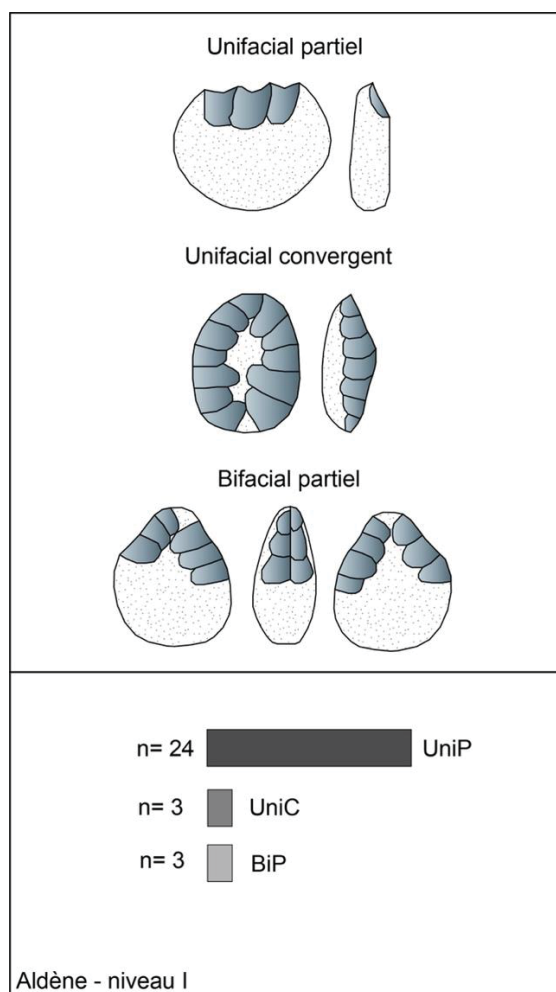 Unifacial partiel
Unifacial convergent
Bifacial partiel
n= 24 UniP
n= 3 UniC
n= 3 BiP
Aldène - niveau I